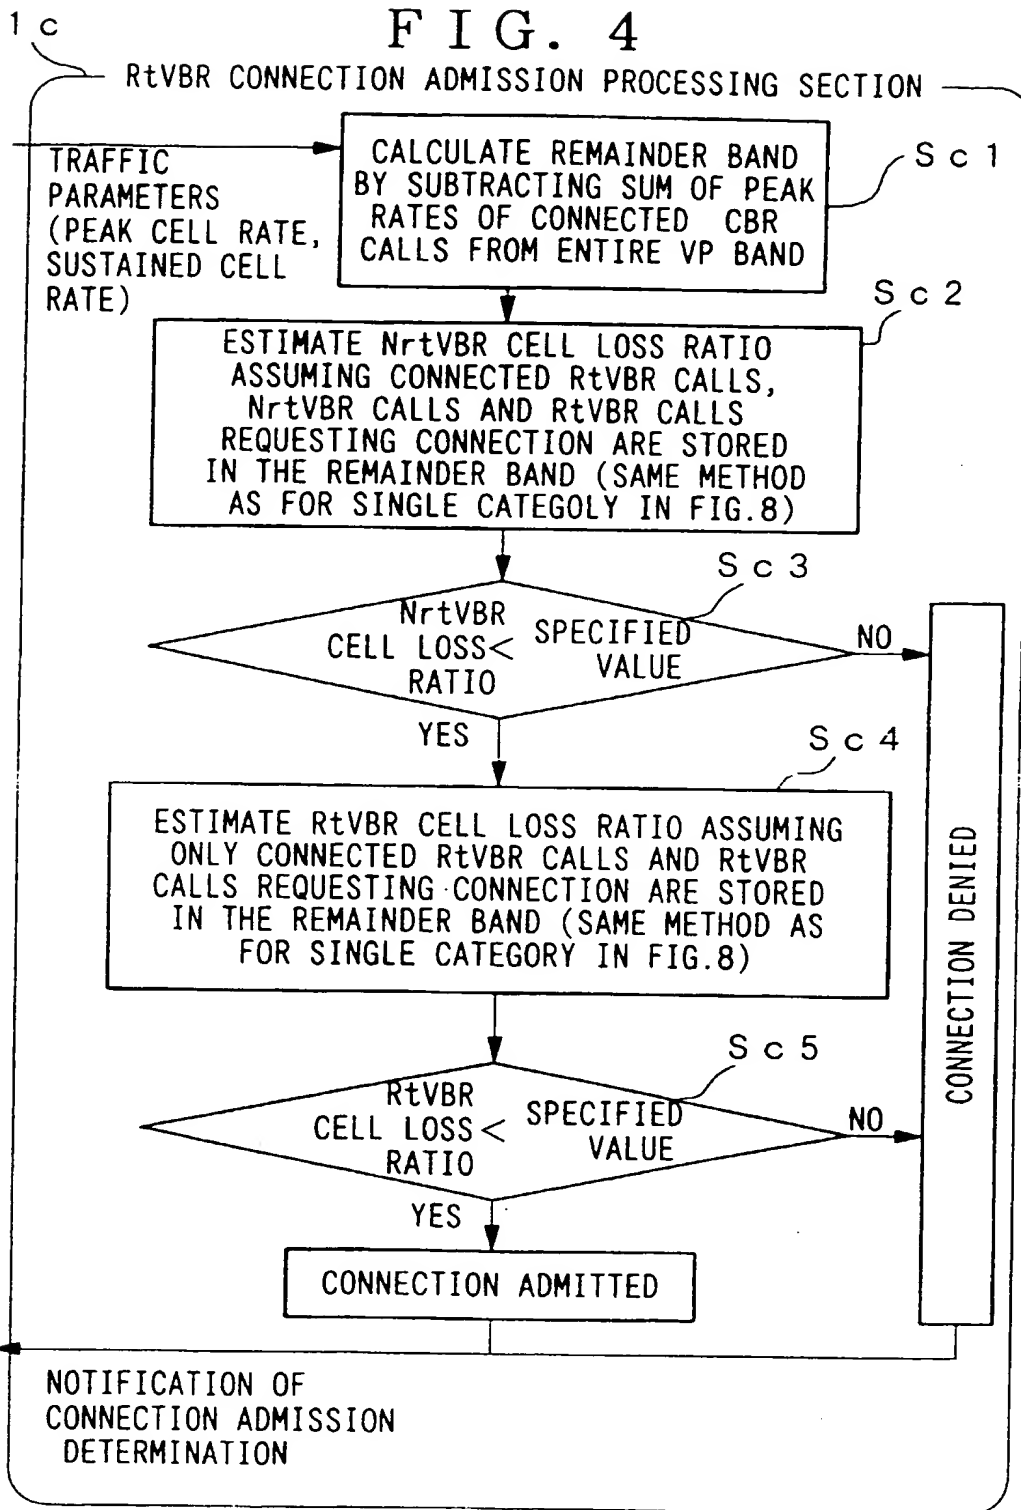 1 c
FIG. 4
RtVBR CONNECTION ADMISSION PROCESSING SECTION
TRAFFIC
PARAMETERS
(PEAK CELL RATE,
SUSTAINED CELL
RATE)
CALCULATE REMAINDER BAND
BY SUBTRACTING SUM OF PEAK
RATES OF CONNECTED CBR
CALLS FROM ENTIRE VP BAND
Sc1
Sc2
ESTIMATE NrtVBR CELL LOSS RATIO
ASSUMING CONNECTED RtVBR CALLS,
NrtVBR CALLS AND RtVBR CALLS
REQUESTING CONNECTION ARE STORED
IN THE REMAINDER BAND (SAME METHOD
AS FOR SINGLE CATEGOLY IN FIG.8)
Sc3
NrtVBR
CELL LOSS< SPECIFIED
RATIO VALUE
NO
YES
Sc4
ESTIMATE RtVBR CELL LOSS RATIO ASSUMING
ONLY CONNECTED RtVBR CALLS AND RtVBR
CALLS REQUESTING CONNECTION ARE STORED
IN THE REMAINDER BAND (SAME METHOD AS
FOR SINGLE CATEGORY IN FIG.8)
CONNECTION DENIED
Sc5
RtVBR
CELL LOSS< SPECIFIED
RATIO VALUE
NO
YES
CONNECTION ADMITTED
NOTIFICATION OF
CONNECTION ADMISSION
DETERMINATION